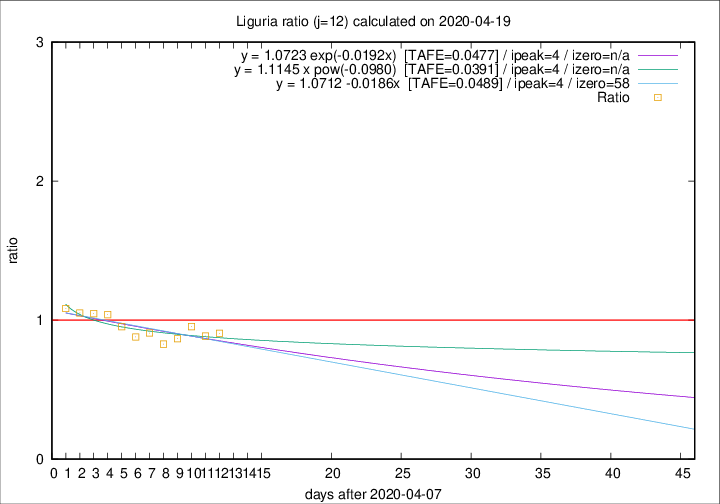 Liguria ratio (j=12) calculated on 2020-04-19
y = 1.0723 exp(-0.0192x) [TAFE=0.0477] / ipeak=4 / izero=n/a
y = 1.1145 x pow(-0.0980) [TAFE=0.0391] / ipeak=4 / izero=n/a
y = 1.0712 -0.0186x [TAFE=0.0489] / ipeak=4 / izero=58
Ratio
3
2
1
0
ratio
0 1 2 3 4 5 6 7 8 9 10 11 12 13 14 15 20 25 30 35 40 45
days after 2020-04-07